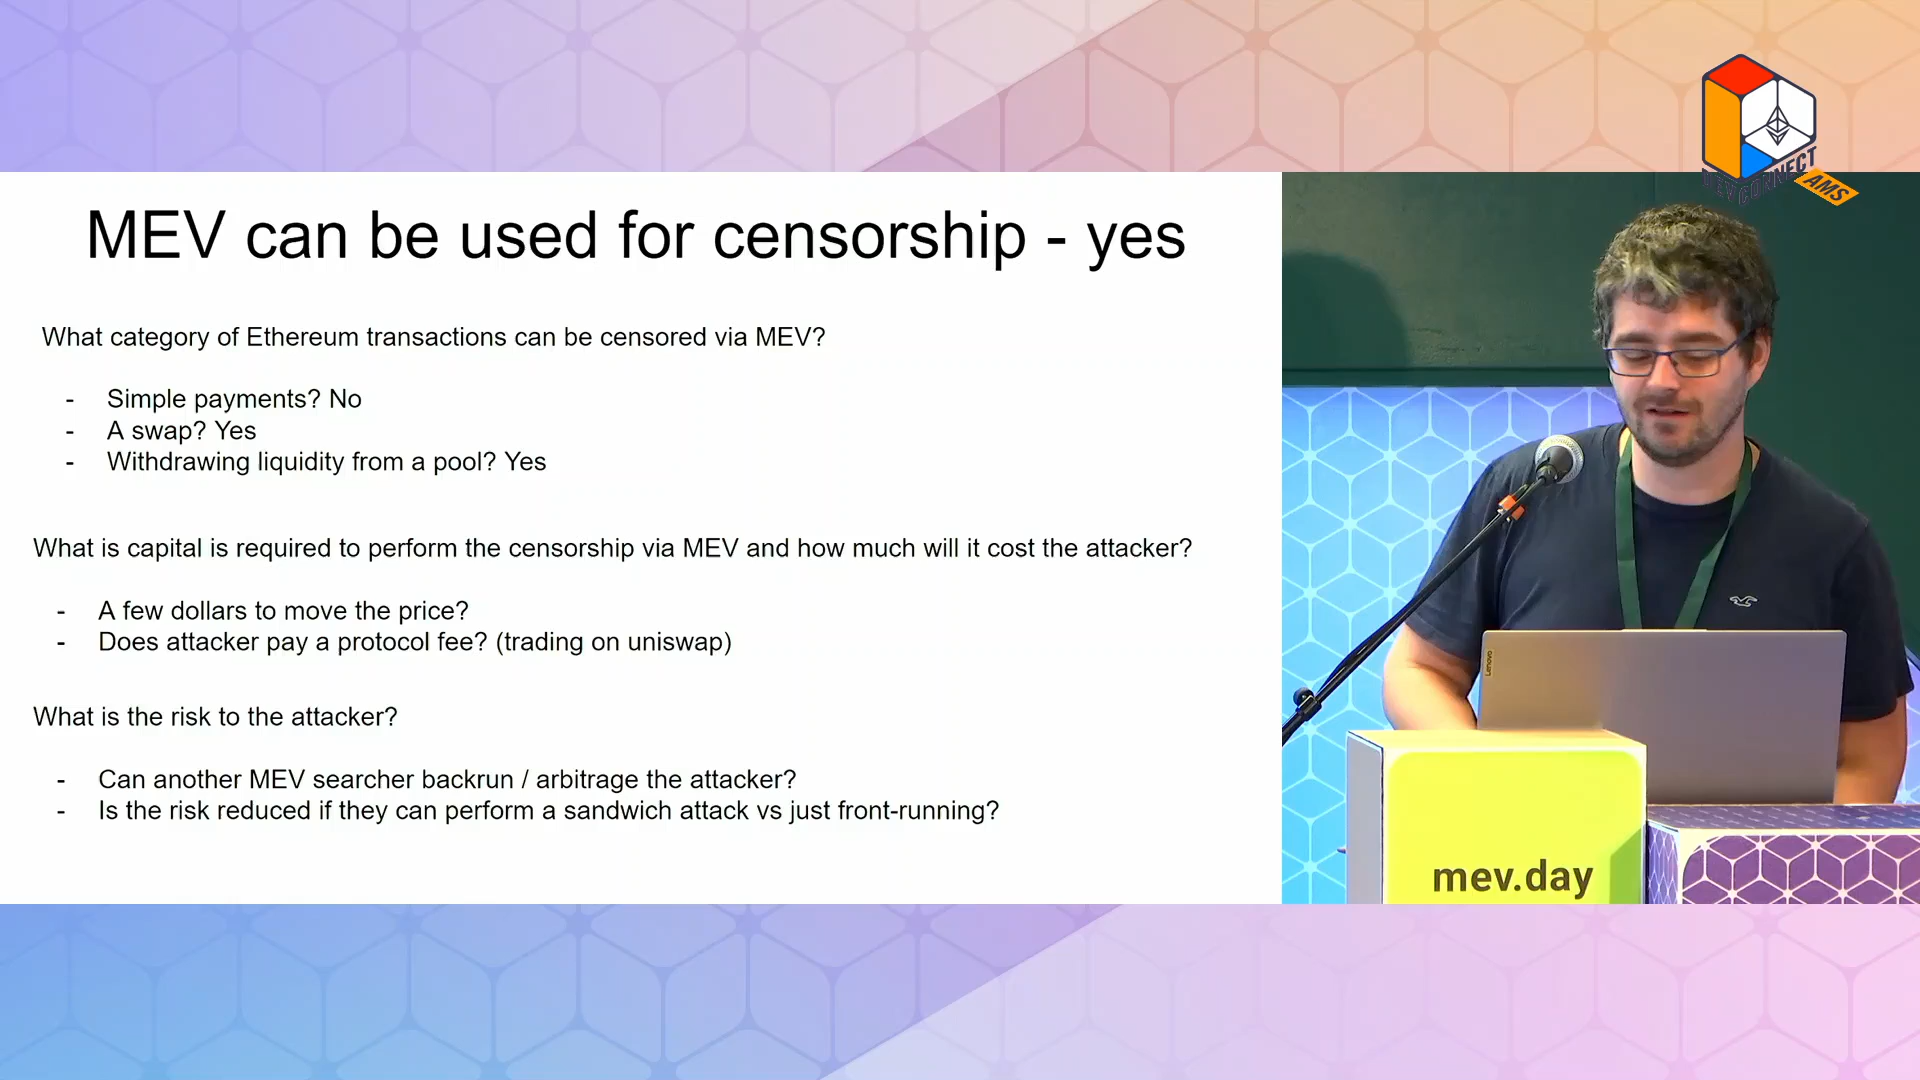 MEV can be used for censorship - yes
What category of Ethereum transactions can be censored via MEV?
- Simple payments? No
- A swap? Yes
- Withdrawing liquidity from a pool? Yes
What is capital is required to perform the censorship via MEV and how much will it cost the attacker?
- A few dollars to move the price?
- Does attacker pay a protocol fee? (trading on uniswap)
What is the risk to the attacker?
- Can another MEV searcher backrun / arbitrage the attacker?
- Is the risk reduced if they can perform a sandwich attack vs just front-running?
DEVCONNECT
AMS
Lenovo
mev.day